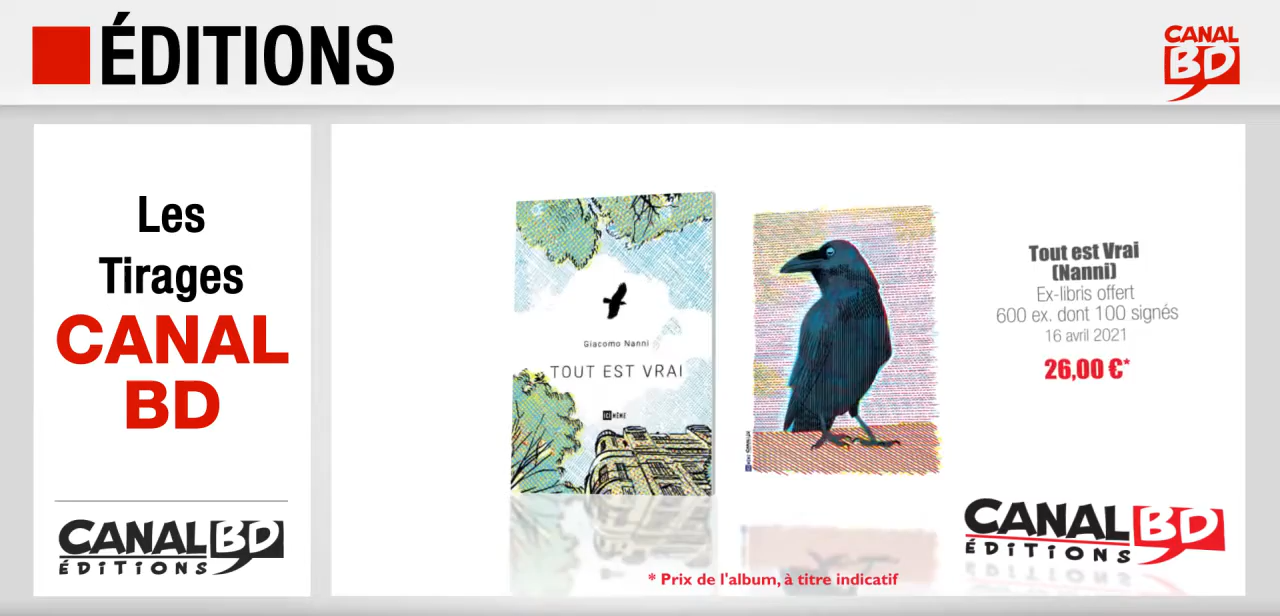 ÉDITIONS
CANAL
BD
Les
Tirages
CANAL
BD
CANAL BD
ÉDITIONS
Giacomo Nanni
TOUT EST VRAI
ICI MÊME
Tout est Vrai
(Nanni)
Ex-libris offert
600 ex. dont 100 signés
16 avril 2021
26,00 €*
CANAL BD
ÉDITIONS
* Prix de l'album, à titre indicatif